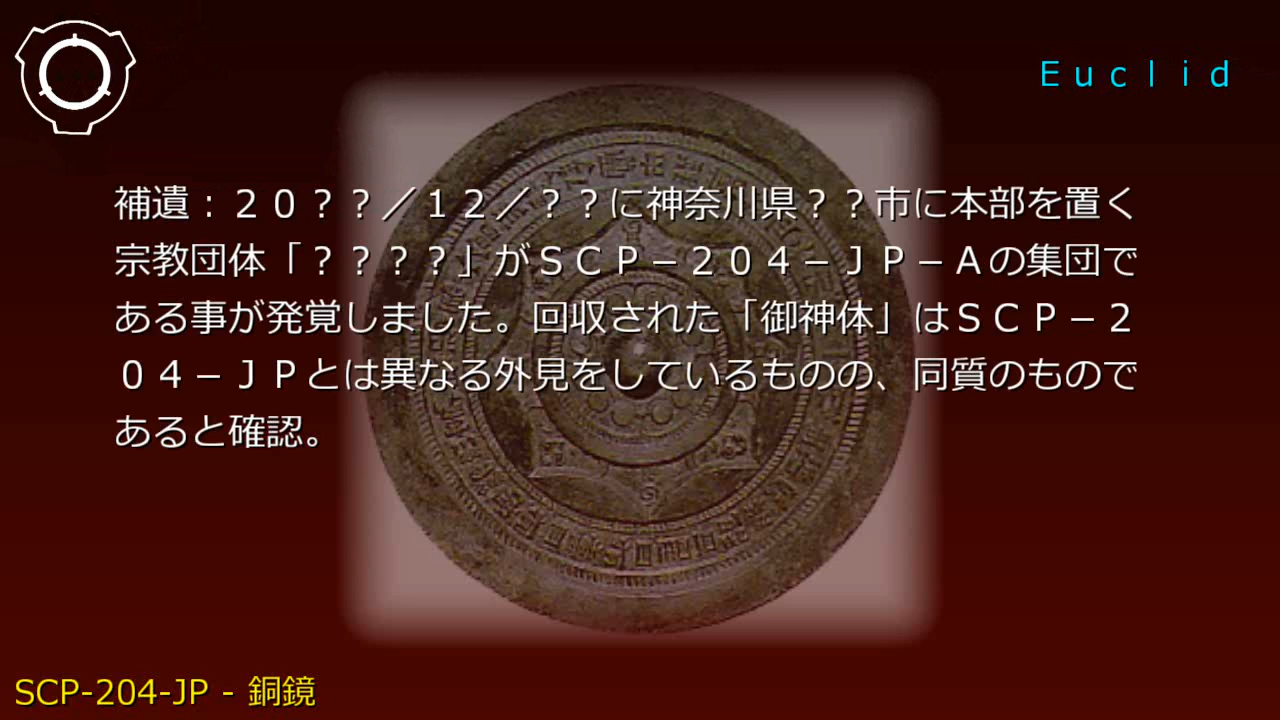 Ｅｕｃｌｉｄ
補遺：２０？？／１２／？？に神奈川県？？市に本部を置く
宗教団体「？？？？」がＳＣＰ－２０４－ＪＰ－Ａの集団で
ある事が発覚しました。回収された「御神体」はＳＣＰ－２
０４－ＪＰとは異なる外見をしているものの、同質のもので
あると確認。
SCP-204-JP - 銅鏡